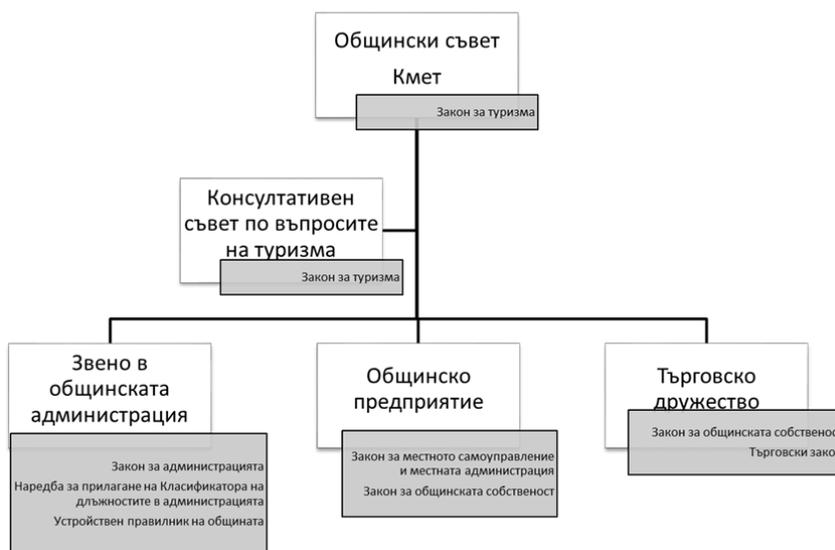 Общински съвет
Кмет
Закон за туризма
Консултативен
съвет по въпросите
на туризма
Закон за туризма
Звено в
общинската
администрация
Закон за администрацията
Наредба за прилагане на Класификатора на
длъжностите в администрацията
Устройствен правилник на общината
Общинско
предприятие
Закон за местното самоуправление
и местната администрация
Закон за общинската собственост
Търговско
дружество
Закон за общинската собственос
Търговски зако